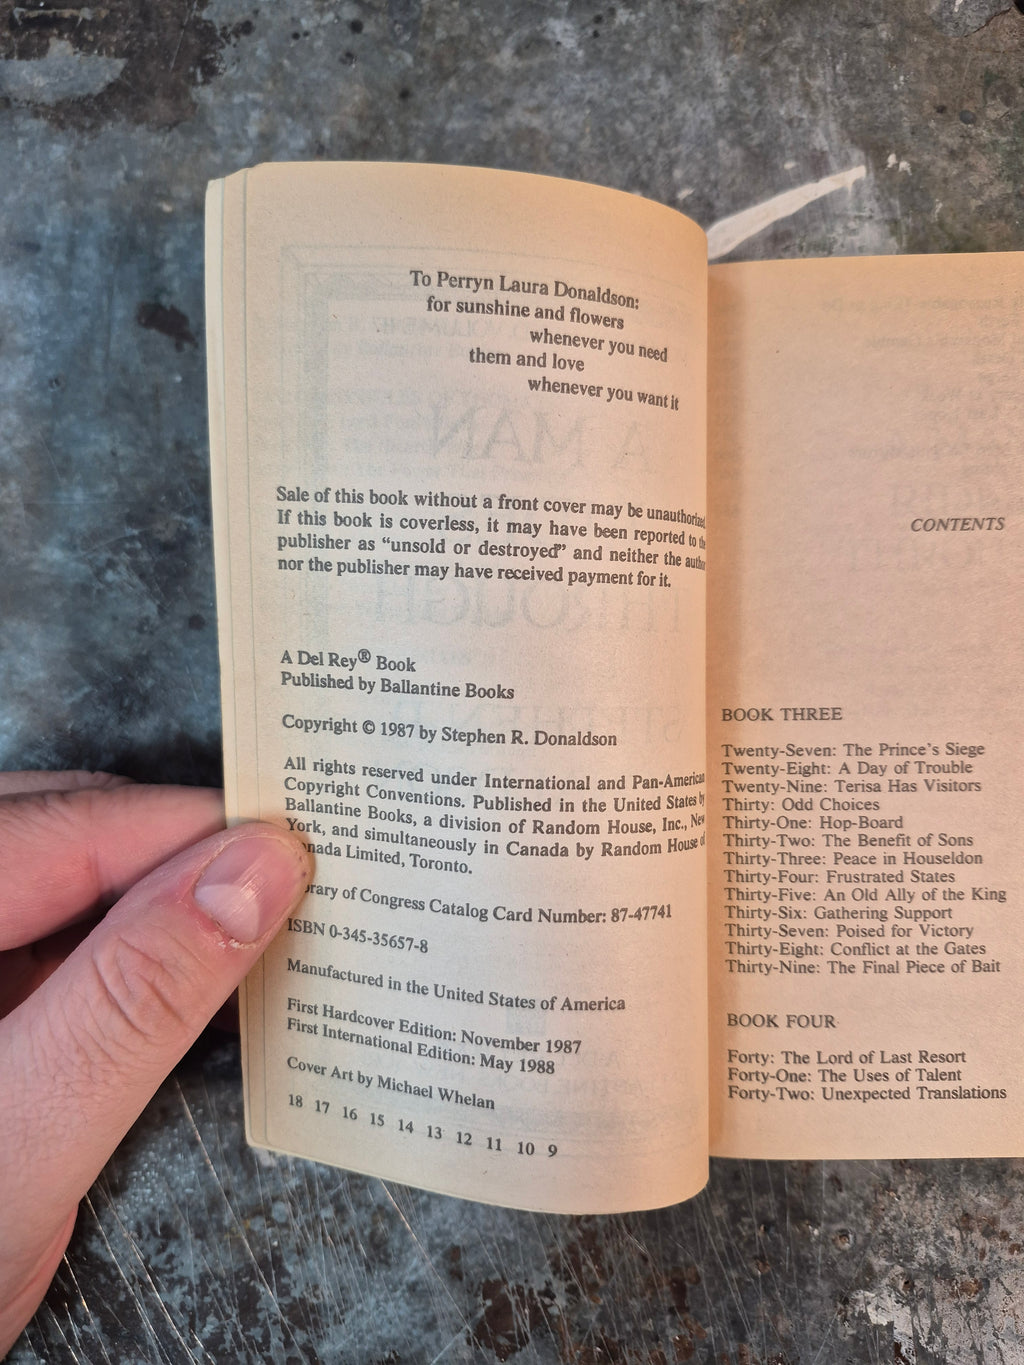 To Perryn Laura Donaldson:
for sunshine and flowers
whenever you need
them and love
whenever you want it
Sale of this book without a front cover may be unauthorized
If this book is coverless, it may have been reported to the
publisher as “unsold or destroyed” and neither the author
nor the publisher may have received payment for it.
A Del Rey® Book
Published by Ballantine Books
Copyright © 1987 by Stephen R. Donaldson
All rights reserved under International and Pan-American
Copyright Conventions. Published in the United States by
Ballantine Books, a division of Random House, Inc., New
York, and simultaneously in Canada by Random House of
nada Limited, Toronto.
rary of Congress Catalog Card Number: 87-47741
ISBN 0-345-35657-8
Manufactured in the United States of America
First Hardcover Edition: November 1987
First International Edition: May 1988
Cover Art by Michael Whelan
18 17 16 15 14 13 12 11 10 9
CONTENTS
BOOK THREE
Twenty-Seven: The Prince's Siege
Twenty-Eight: A Day of Trouble
Twenty-Nine: Terisa Has Visitors
Thirty: Odd Choices
Thirty-One: Hop-Board
Thirty-Two: The Benefit of Sons
Thirty-Three: Peace in Houseldon
Thirty-Four: Frustrated States
Thirty-Five: An Old Ally of the King
Thirty-Six: Gathering Support
Thirty-Seven: Poised for Victory
Thirty-Eight: Conflict at the Gates
Thirty-Nine: The Final Piece of Bait
BOOK FOUR
Forty: The Lord of Last Resort
Forty-One: The Uses of Talent
Forty-Two: Unexpected Translations